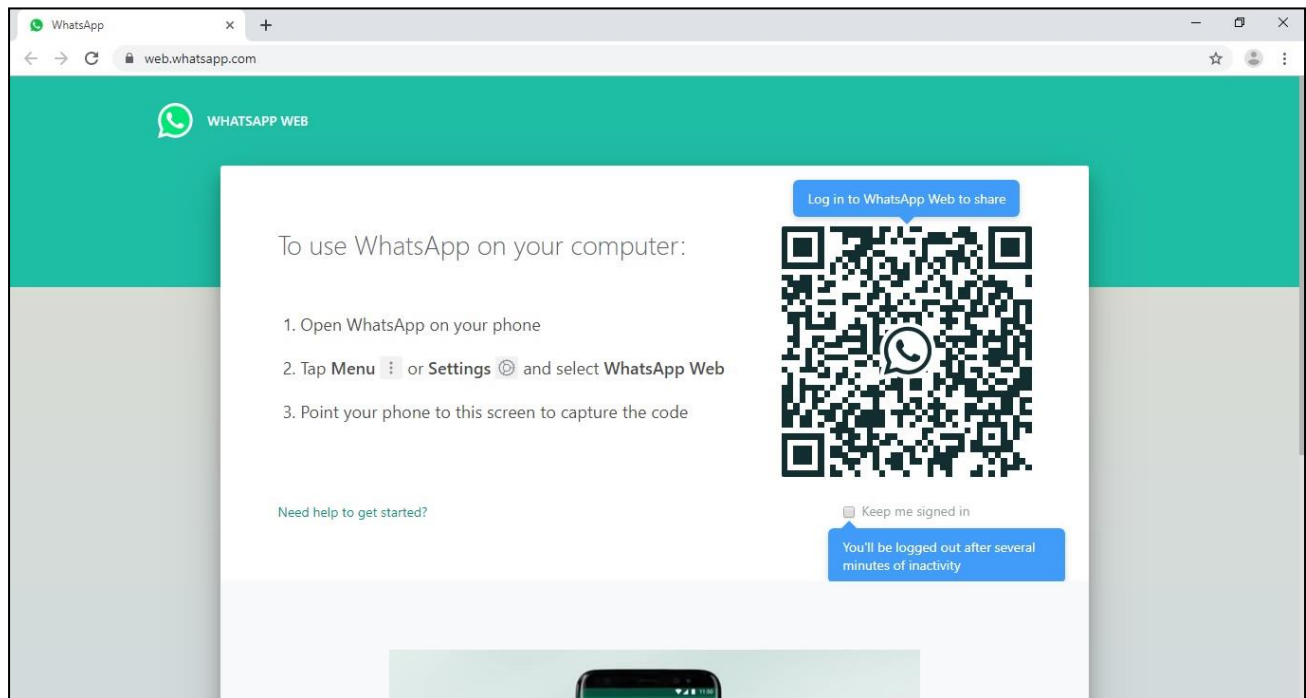 WhatsApp
web.whatsapp.com
WHATSAPP WEB
Log in to WhatsApp Web to share
To use WhatsApp on your computer:
1. Open WhatsApp on your phone
2. Tap Menu or Settings and select WhatsApp Web
3. Point your phone to this screen to capture the code
Need help to get started?
Keep me signed in
You'll be logged out after several
minutes of inactivity